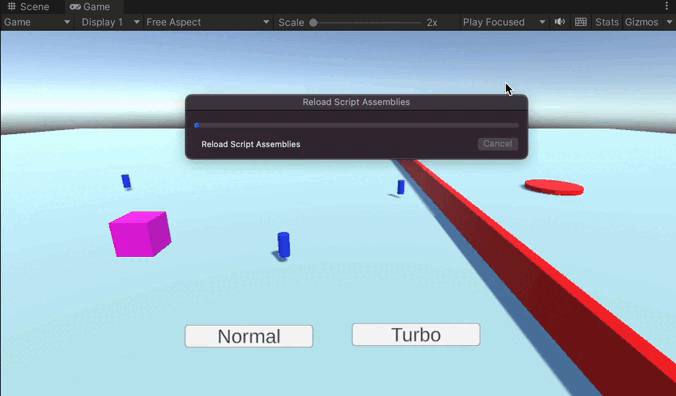 Scene Game
Game Display 1 Free Aspect Scale 2x Play Focused Stats Gizmos
Reload Script Assemblies
Reload Script Assemblies Cancel
Normal Turbo